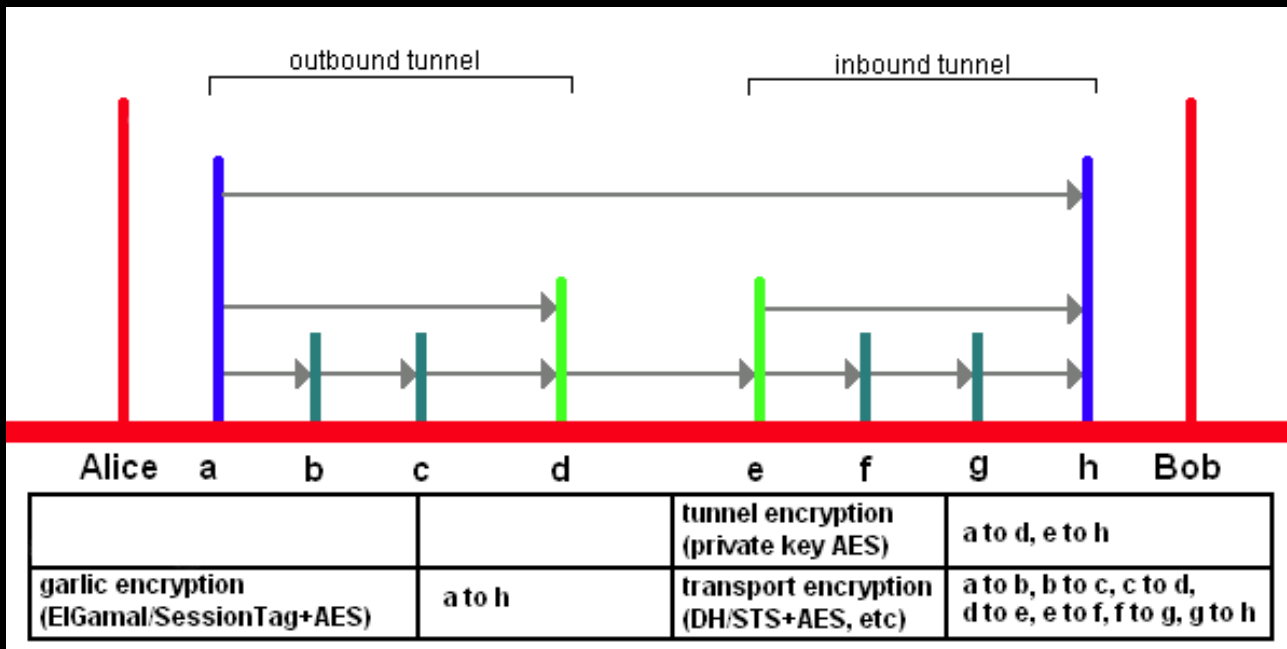 outbound tunnel
inbound tunnel
Alice a b c d e f g h Bob
tunnel encryption
(private key AES)
a to d, e to h
garlic encryption
(ElGamal/SessionTag+AES)
a to h
transport encryption
(DH/STS+AES, etc)
a to b, b to c, c to d,
d to e, e to f, f to g, g to h